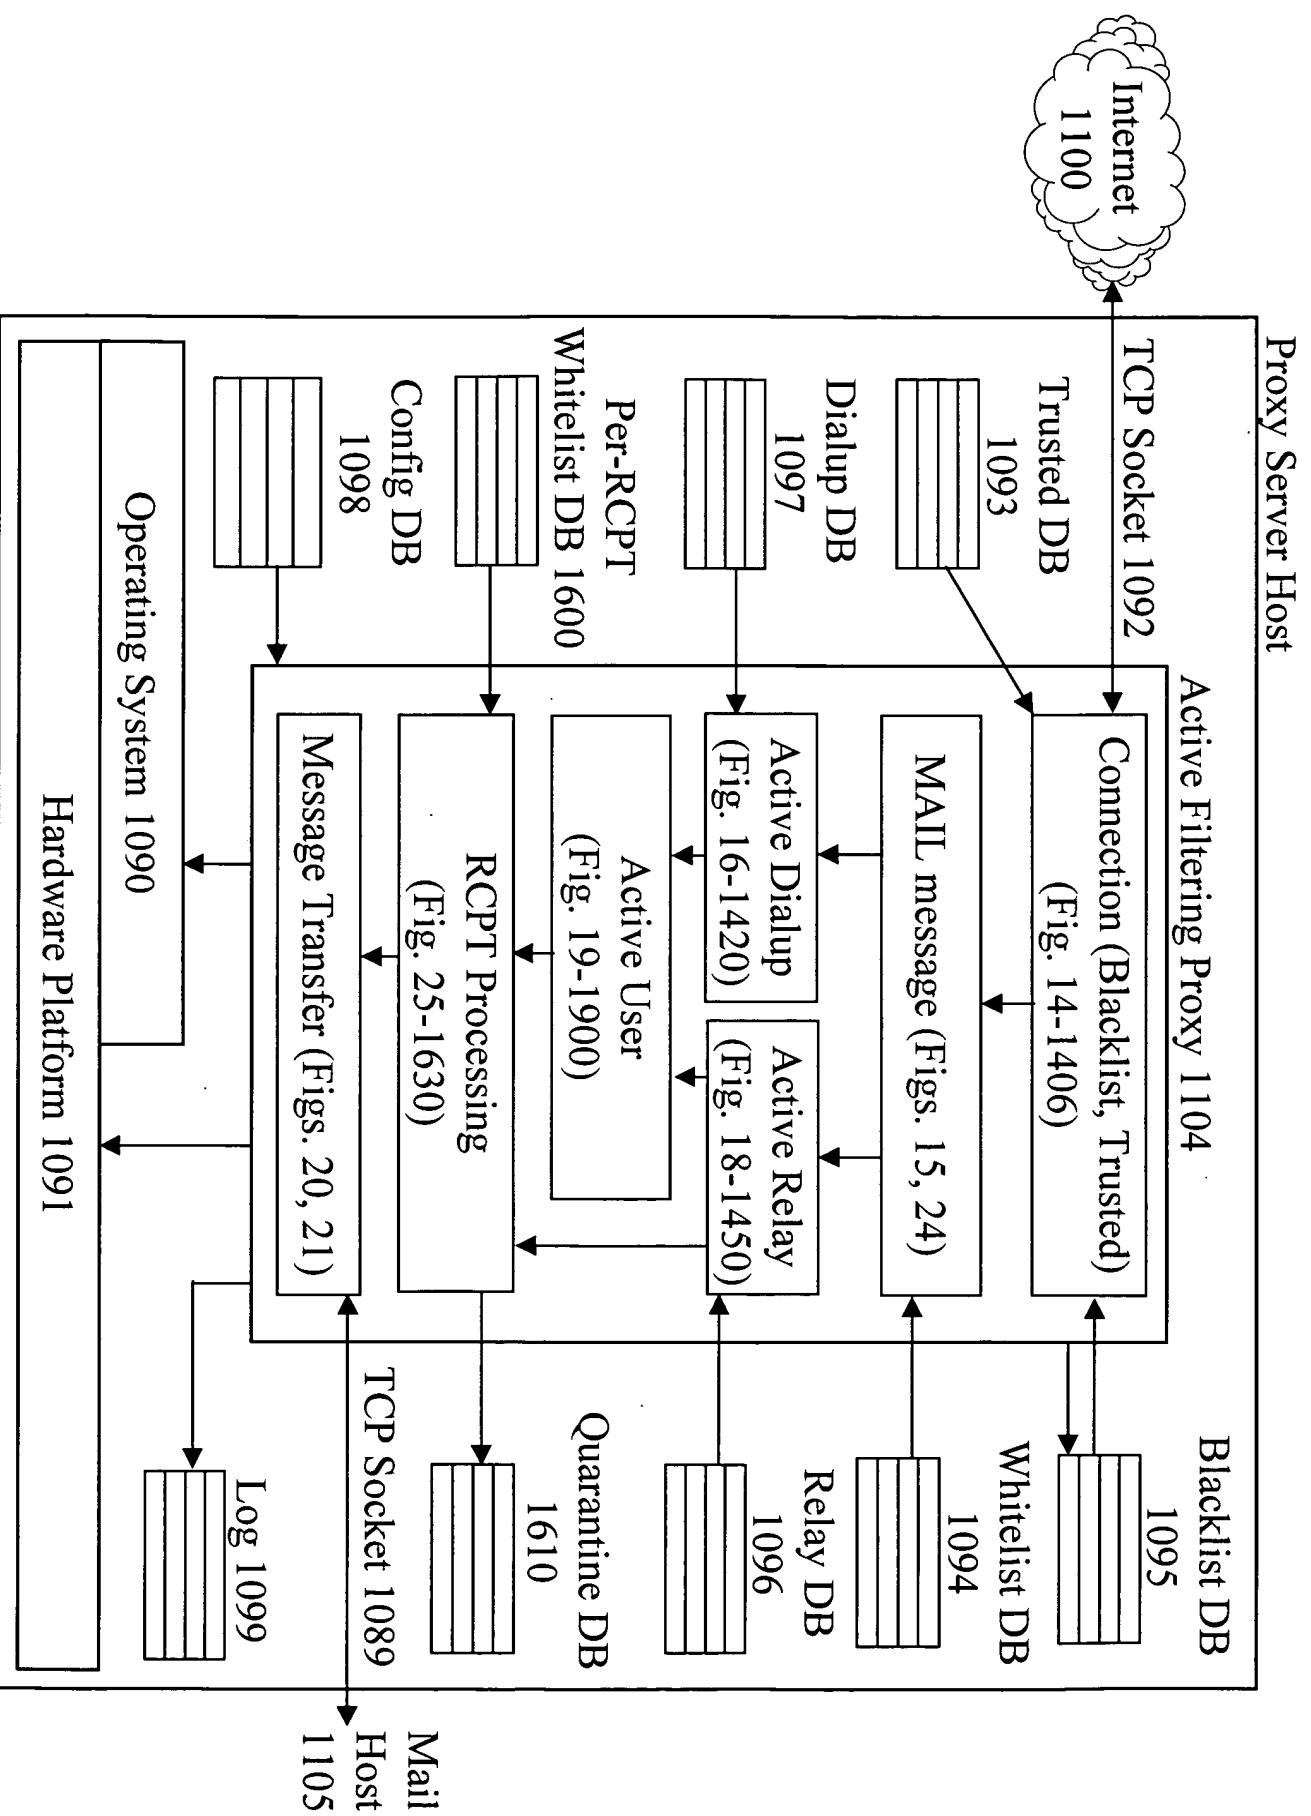 Proxy Server Host
Internet
1100
TCP Socket 1092
Active Filtering Proxy 1104
Trusted DB
1093
Dialup DB
1097
Per-RCPT
Whitelist DB 1600
Config DB
1098
Connection (Blacklist, Trusted)
(Fig. 14-1406)
MAIL message (Figs. 15, 24)
Active Dialup
(Fig. 16-1420)
Active Relay
(Fig. 18-1450)
Active User
(Fig. 19-1900)
RCPT Processing
(Fig. 25-1630)
Message Transfer (Figs. 20, 21)
Blacklist DB
1095
Whitelist DB
1094
Relay DB
1096
Quarantine DB
1610
TCP Socket 1089
Mail
Host
1105
Log 1099
Operating System 1090
Hardware Platform 1091